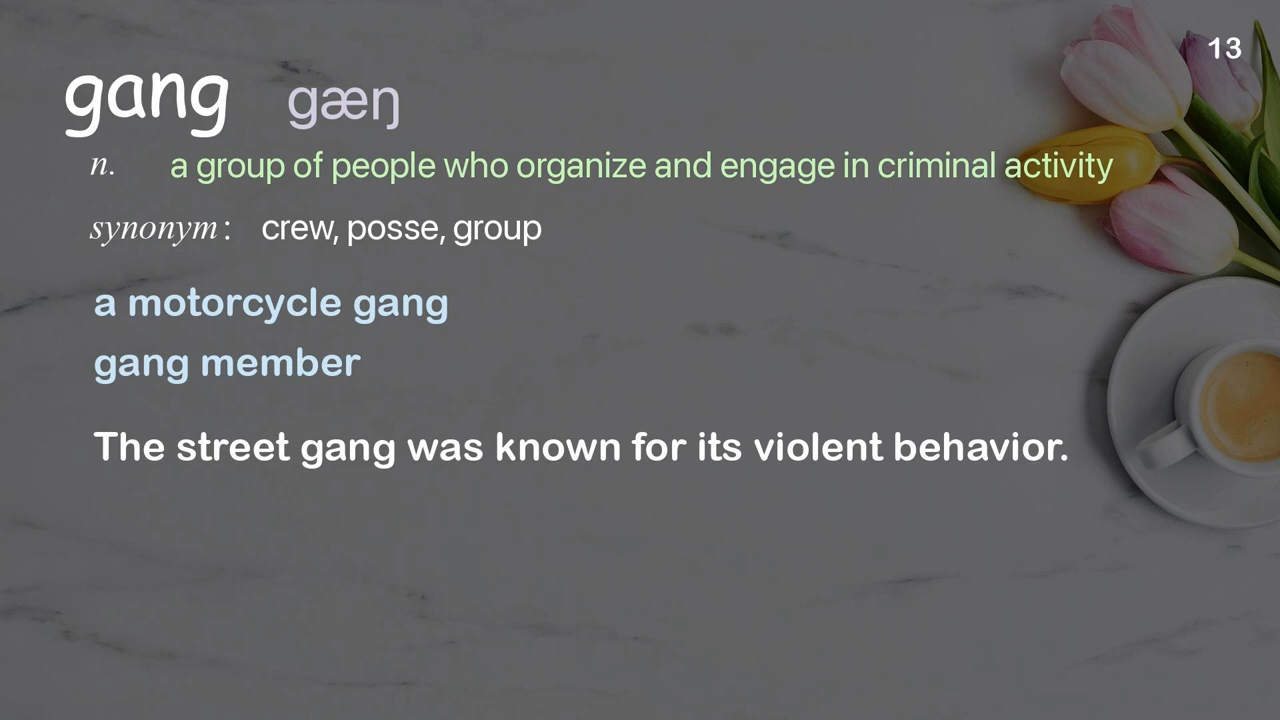 13
gang gæŋ
n. a group of people who organize and engage in criminal activity
synonym: crew, posse, group
a motorcycle gang
gang member
The street gang was known for its violent behavior.